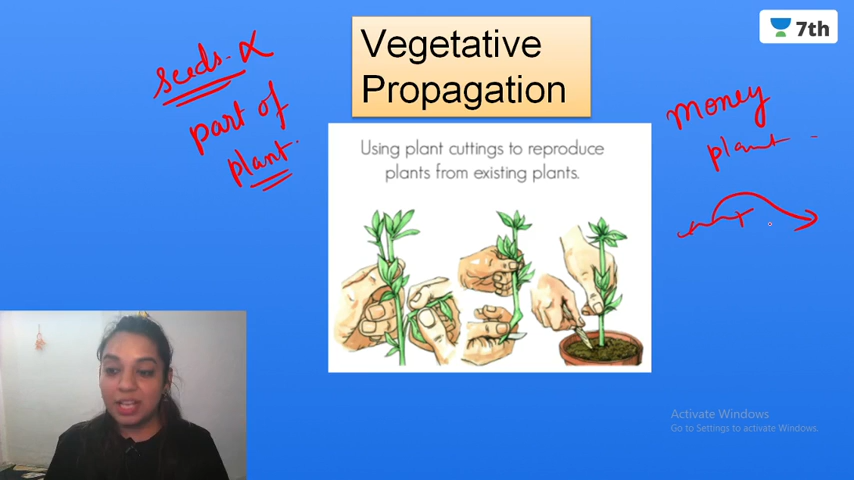 Vegetative
Propagation
Using plant cuttings to reproduce
plants from existing plants.
seeds-
part of
plant.
money
plant
cut
7th
Activate Windows
Go to Settings to activate Windows.